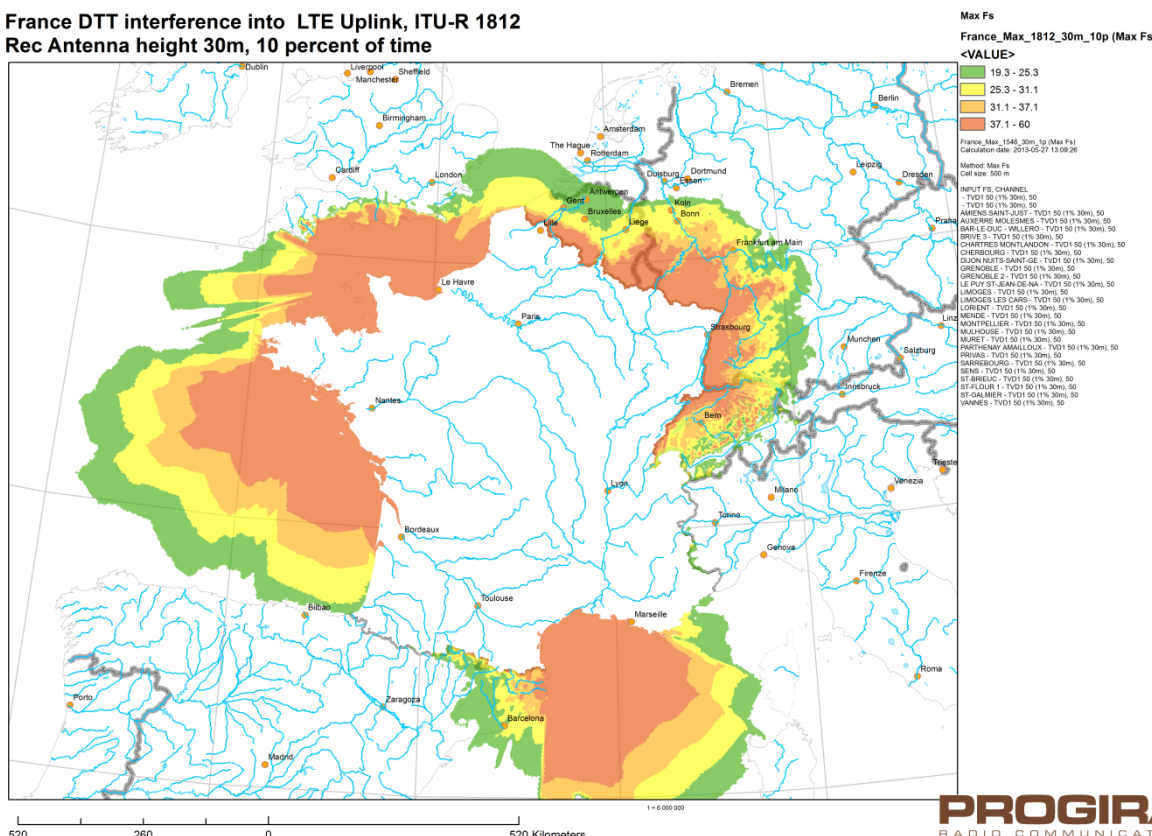 France DTT interference into LTE Uplink, ITU-R 1812
Rec Antenna height 30m, 10 percent of time
Max Fs
France_Max_1812_30m_10p (Max Fs
<VALUE>
19.3 - 25.3
25.3 - 31.1
31.1 - 37.1
37.1 - 60
France_Max_1546_30m_1p (Max Fs)
Calculation date: 2013-05-27 13:09:26
Method: Max Fs
Cell size: 500 m
INPUT FS, CHANNEL
- TVD1 50 (1% 30m), 50
- TVD1 50 (1% 30m), 50
AMIENS SAINT-JUST - TVD1 50 (1% 30m), 50
AUXERRE MOLESMES - TVD1 50 (1% 30m), 50
BAR-LE-DUC - WILLERO - TVD1 50 (1% 30m), 50
BRIVE 3 - TVD1 50 (1% 30m), 50
CHARTRES MONTLANDON - TVD1 50 (1% 30m), 50
CHERBOURG - TVD1 50 (1% 30m), 50
DIJON NUITS-SAINT-GE - TVD1 50 (1% 30m), 50
GRENOBLE - TVD1 50 (1% 30m), 50
GRENOBLE 2 - TVD1 50 (1% 30m), 50
LE PUY ST-JEAN-DE-NA - TVD1 50 (1% 30m), 50
LIMOGES - TVD1 50 (1% 30m), 50
LIMOGES LES CARS - TVD1 50 (1% 30m), 50
LORIENT - TVD1 50 (1% 30m), 50
MENDE - TVD1 50 (1% 30m), 50
MONTPELLIER - TVD1 50 (1% 30m), 50
MULHOUSE - TVD1 50 (1% 30m), 50
MURET - TVD1 50 (1% 30m), 50
PARTHENAY AMAILLOUX - TVD1 50 (1% 30m), 50
PRIVAS - TVD1 50 (1% 30m), 50
SARREBOURG - TVD1 50 (1% 30m), 50
SENS - TVD1 50 (1% 30m), 50
ST-BRIEUC - TVD1 50 (1% 30m), 50
ST-FLOUR 1 - TVD1 50 (1% 30m), 50
ST-GALMIER - TVD1 50 (1% 30m), 50
VANNES - TVD1 50 (1% 30m), 50
Dublin
Liverpool
Manchester
Sheffield
Bremen
Berlin
Birmingham
Amsterdam
The Hague
Rotterdam
Cardiff
London
Duisburg
Dortmund
Essen
Leipzig
Dresden
Antwerpen
Gent
Bruxelles
Koln
Bonn
Liege
Lille
Praha
Frankfurt am Main
Le Havre
Paris
Strasbourg
Linz
Munchen
Salzburg
Innsbruck
Nantes
Bern
Lyon
Milano
Venezia
Trieste
Torino
Bordeaux
Genova
Firenze
Toulouse
Marseille
Bilbao
Roma
Porto
Zaragoza
Barcelona
Madrid
1 = 6 000 000
520 260 0 520 Kilometers
PROGIRA
RADIO COMMUNICAT